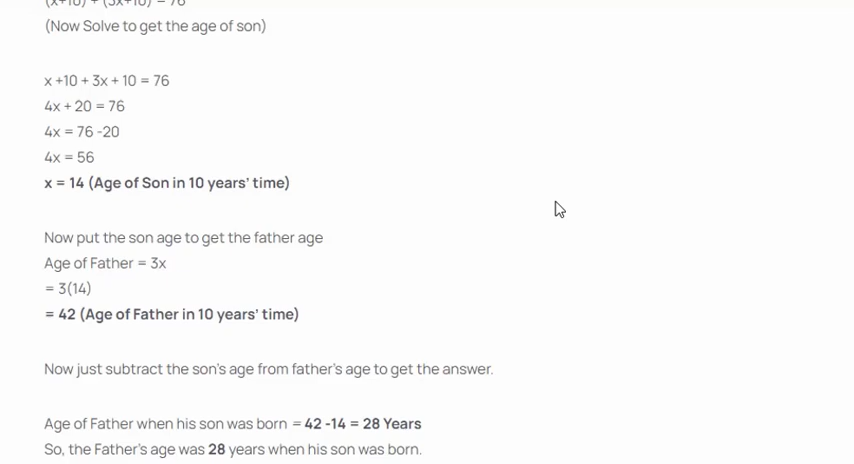 (x+10) + (3x+10) = 76
(Now Solve to get the age of son)
x +10 + 3x + 10 = 76
4x + 20 = 76
4x = 76 -20
4x = 56
x = 14 (Age of Son in 10 years’ time)
Now put the son age to get the father age
Age of Father = 3x
= 3(14)
= 42 (Age of Father in 10 years’ time)
Now just subtract the son’s age from father’s age to get the answer.
Age of Father when his son was born = 42 -14 = 28 Years
So, the Father’s age was 28 years when his son was born.